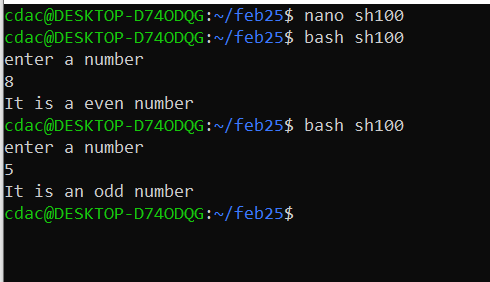 cdac@DESKTOP-D74ODQG:~/feb25$ nano sh100
cdac@DESKTOP-D74ODQG:~/feb25$ bash sh100
enter a number
8
It is a even number
cdac@DESKTOP-D74ODQG:~/feb25$ bash sh100
enter a number
5
It is an odd number
cdac@DESKTOP-D74ODQG:~/feb25$